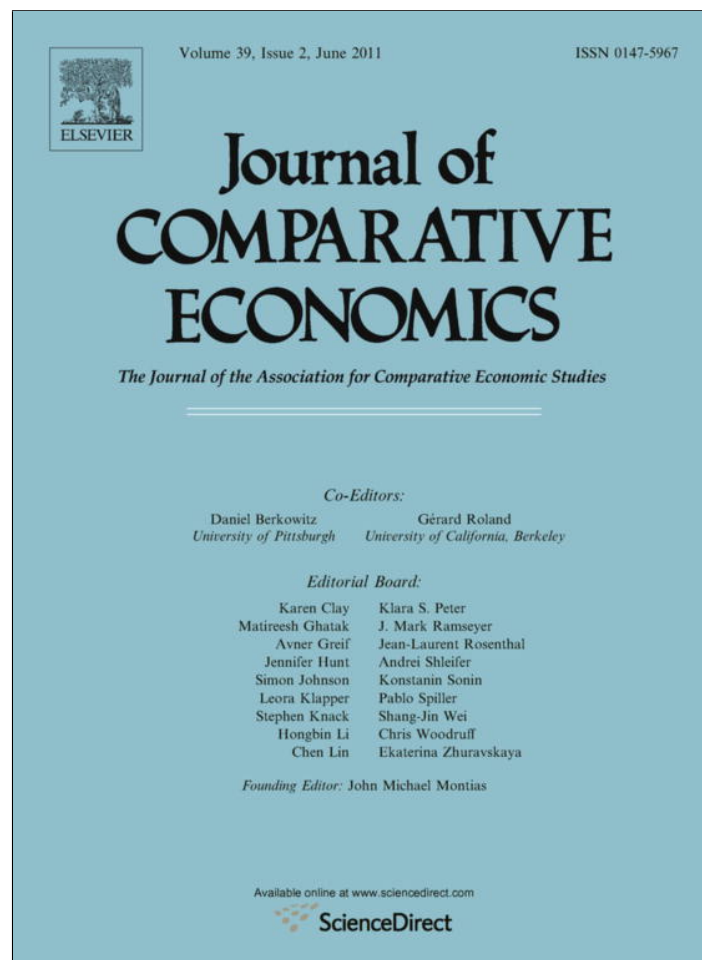 Volume 39, Issue 2, June 2011 ISSN 0147-5967
ELSEVIER
Journal of
COMPARATIVE
ECONOMICS
The Journal of the Association for Comparative Economic Studies
Co-Editors:
Daniel Berkowitz Gérard Roland
University of Pittsburgh University of California, Berkeley
Editorial Board:
Karen Clay Klara S. Peter
Matireesh Ghatak J. Mark Ramseyer
Avner Greif Jean-Laurent Rosenthal
Jennifer Hunt Andrei Shleifer
Simon Johnson Konstanin Sonin
Leora Klapper Pablo Spiller
Stephen Knack Shang-Jin Wei
Hongbin Li Chris Woodruff
Chen Lin Ekaterina Zhuravskaya
Founding Editor: John Michael Montias
Available online at www.sciencedirect.com
ScienceDirect